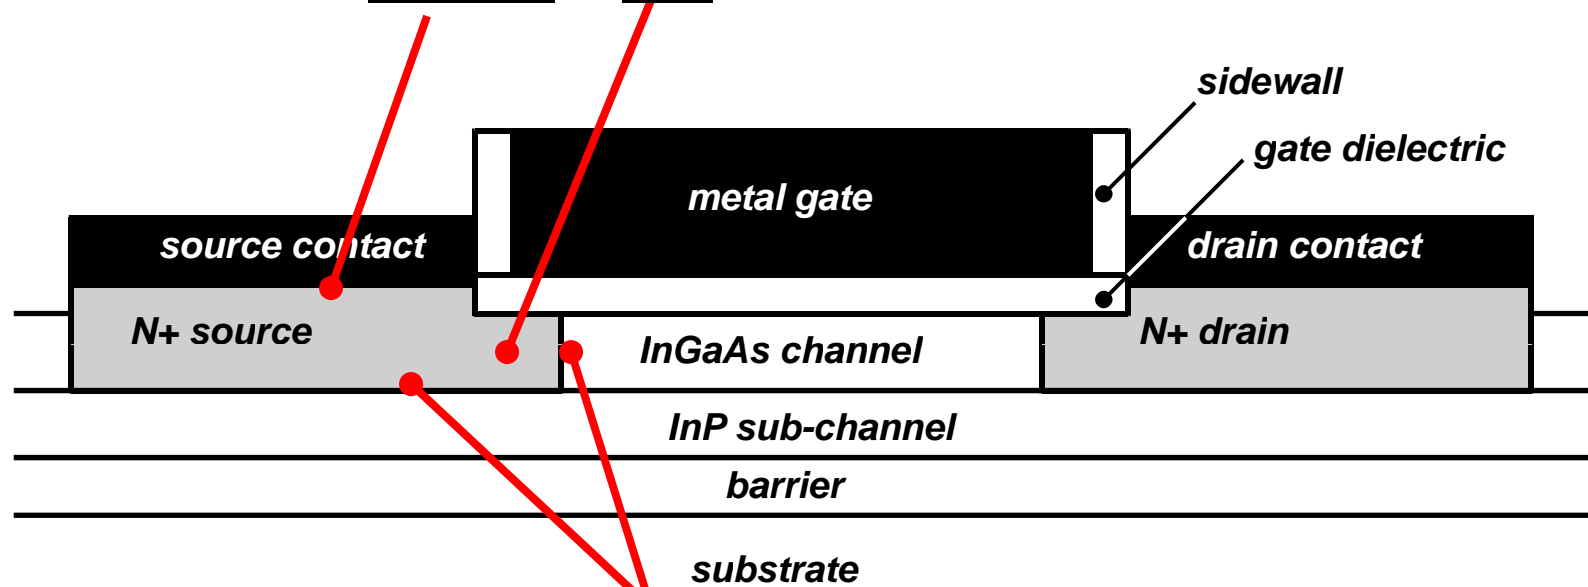 sidewall
gate dielectric
metal gate
source contact
drain contact
N+ source
InGaAs channel
N+ drain
InP sub-channel
barrier
substrate